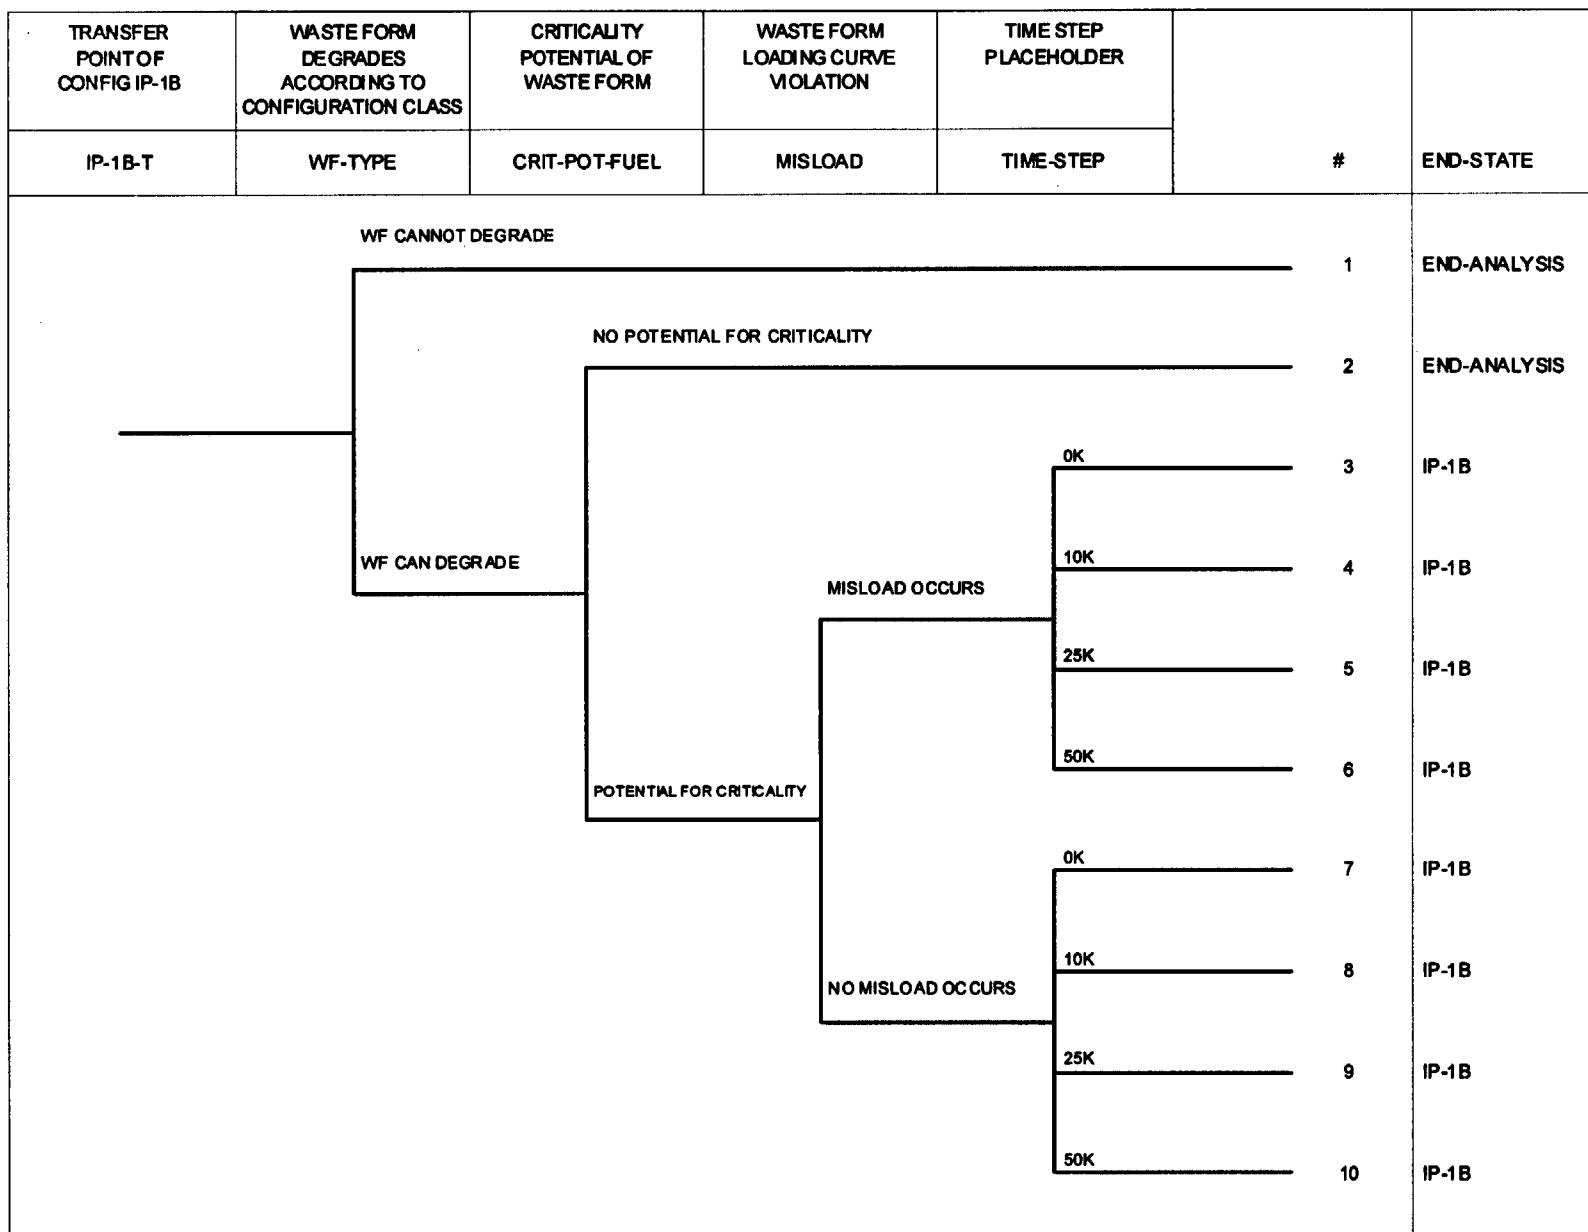 TRANSFER
POINT OF
CONFIG IP-1B
WASTE FORM
DEGRADES
ACCORDING TO
CONFIGURATION CLASS
CRITICALITY
POTENTIAL OF
WASTE FORM
WASTE FORM
LOADING CURVE
VIOLATION
TIME STEP
PLACEHOLDER
IP-1B-T
WF-TYPE
CRIT-POT-FUEL
MISLOAD
TIME-STEP
#
END-STATE
WF CANNOT DEGRADE
1
END-ANALYSIS
NO POTENTIAL FOR CRITICALITY
2
END-ANALYSIS
0K
3
IP-1B
WF CAN DEGRADE
10K
4
IP-1B
MISLOAD OCCURS
25K
5
IP-1B
50K
6
IP-1B
POTENTIAL FOR CRITICALITY
0K
7
IP-1B
10K
8
IP-1B
NO MISLOAD OCCURS
25K
9
IP-1B
50K
10
IP-1B